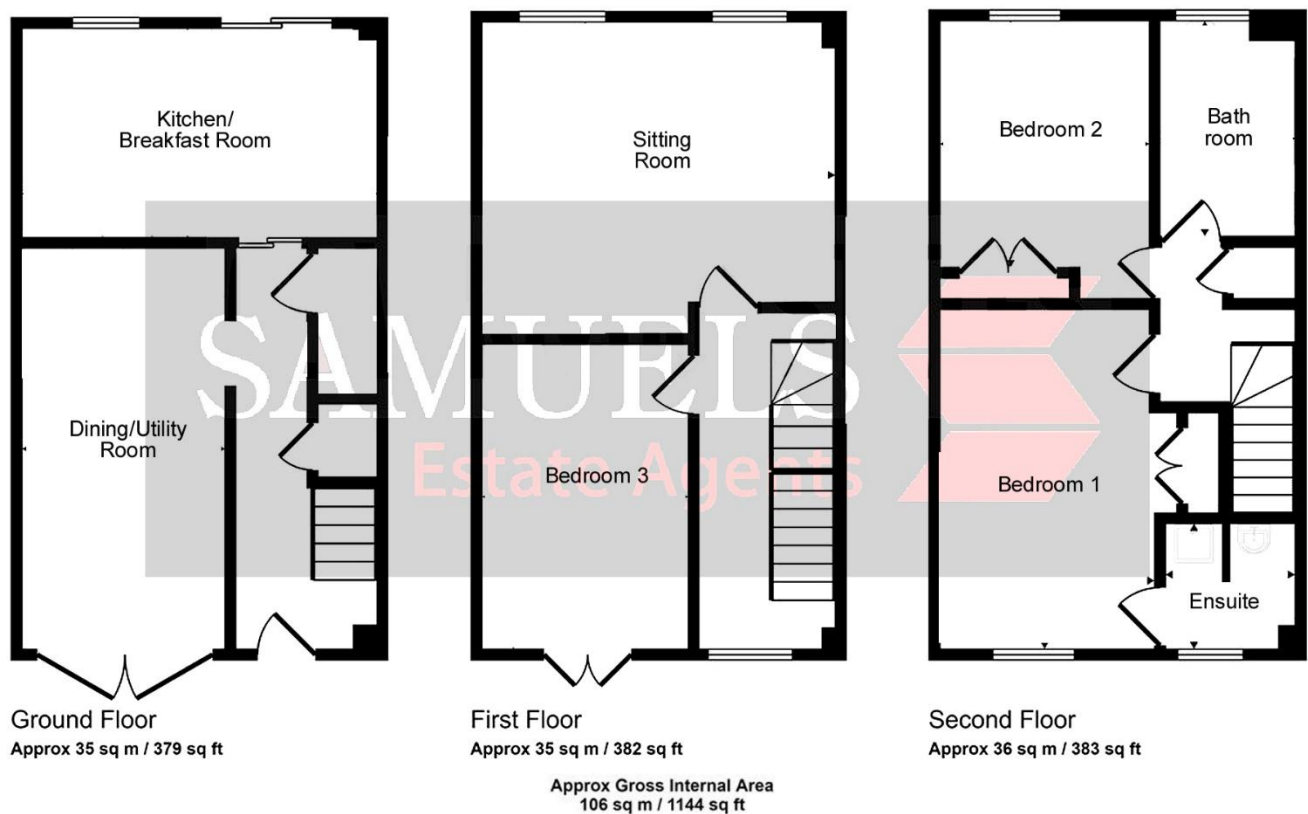 Kitchen/
Breakfast Room
Dining/Utility
Room
Ground Floor
Approx 35 sq m / 379 sq ft
Sitting
Room
Bedroom 3
First Floor
Approx 35 sq m / 382 sq ft
Bedroom 2
Bath
room
Bedroom 1
Ensuite
Second Floor
Approx 36 sq m / 383 sq ft
SAMUELS
Estate Agents
Approx Gross Internal Area
106 sq m / 1144 sq ft